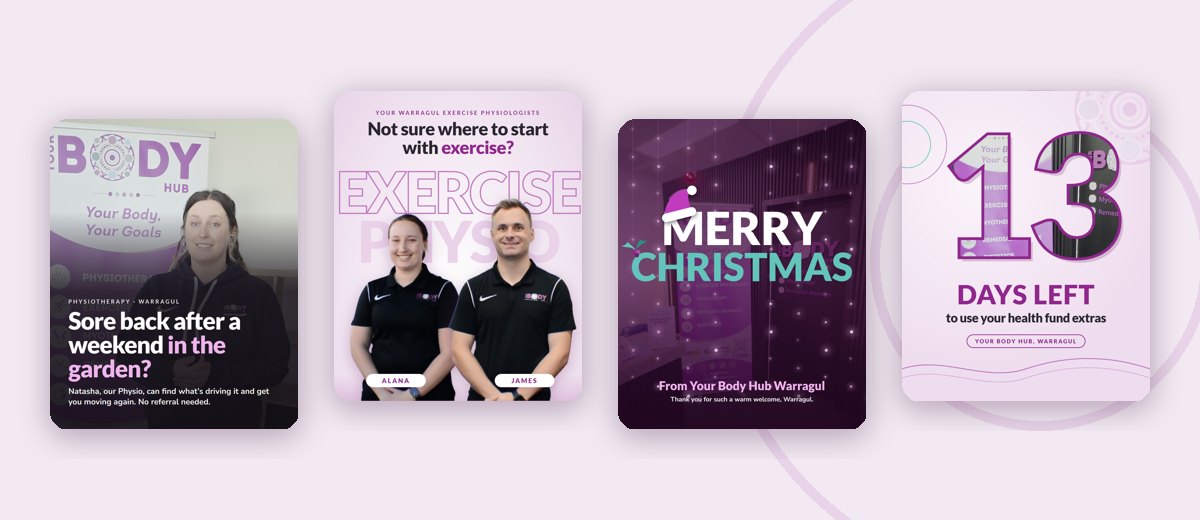 BODY
HUB
Your Body,
Your Goals
PHYSIOTHERAPY · WARRAGUL
Sore back after a
weekend in the
garden?
Natasha, our Physio, can find what's driving it and get
you moving again. No referral needed.
YOUR WARRAGUL EXERCISE PHYSIOLOGISTS
Not sure where to start
with exercise?
EXERCISE
PHYSIO
ALANA
JAMES
MERRY
CHRISTMAS
From Your Body Hub Warragul
Thank you for such a warm welcome, Warragul.
13
DAYS LEFT
to use your health fund extras
YOUR BODY HUB, WARRAGUL